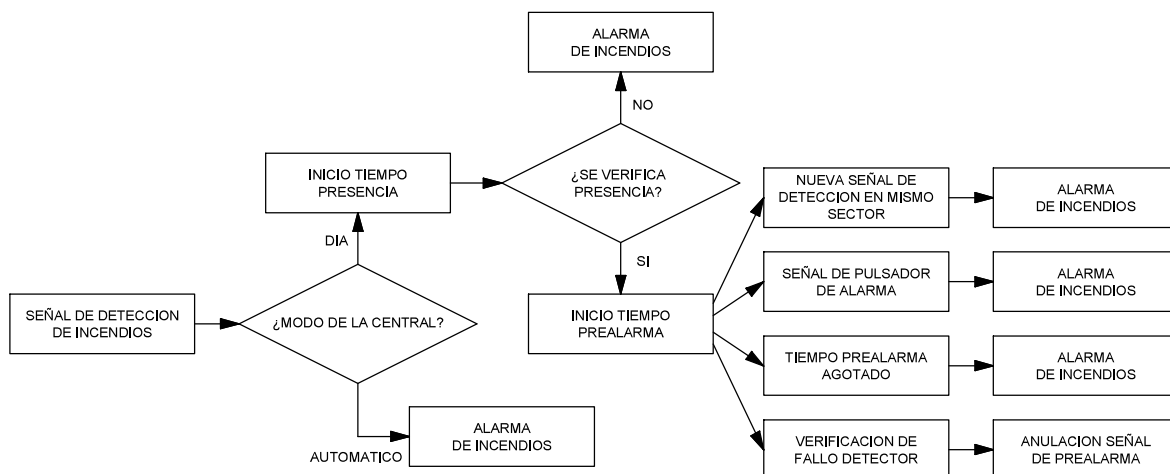 ALARMA
DE INCENDIOS
NO
INICIO TIEMPO
PRESENCIA
¿SE VERIFICA
PRESENCIA?
NUEVA SEÑAL DE
DETECCION EN MISMO
SECTOR
ALARMA
DE INCENDIOS
DIA
SI
SEÑAL DE PULSADOR
DE ALARMA
ALARMA
DE INCENDIOS
SEÑAL DE DETECCION
DE INCENDIOS
¿MODO DE LA CENTRAL?
INICIO TIEMPO
PREALARMA
TIEMPO PREALARMA
AGOTADO
ALARMA
DE INCENDIOS
AUTOMATICO
ALARMA
DE INCENDIOS
VERIFICACION DE
FALLO DETECTOR
ANULACION SEÑAL
DE PREALARMA